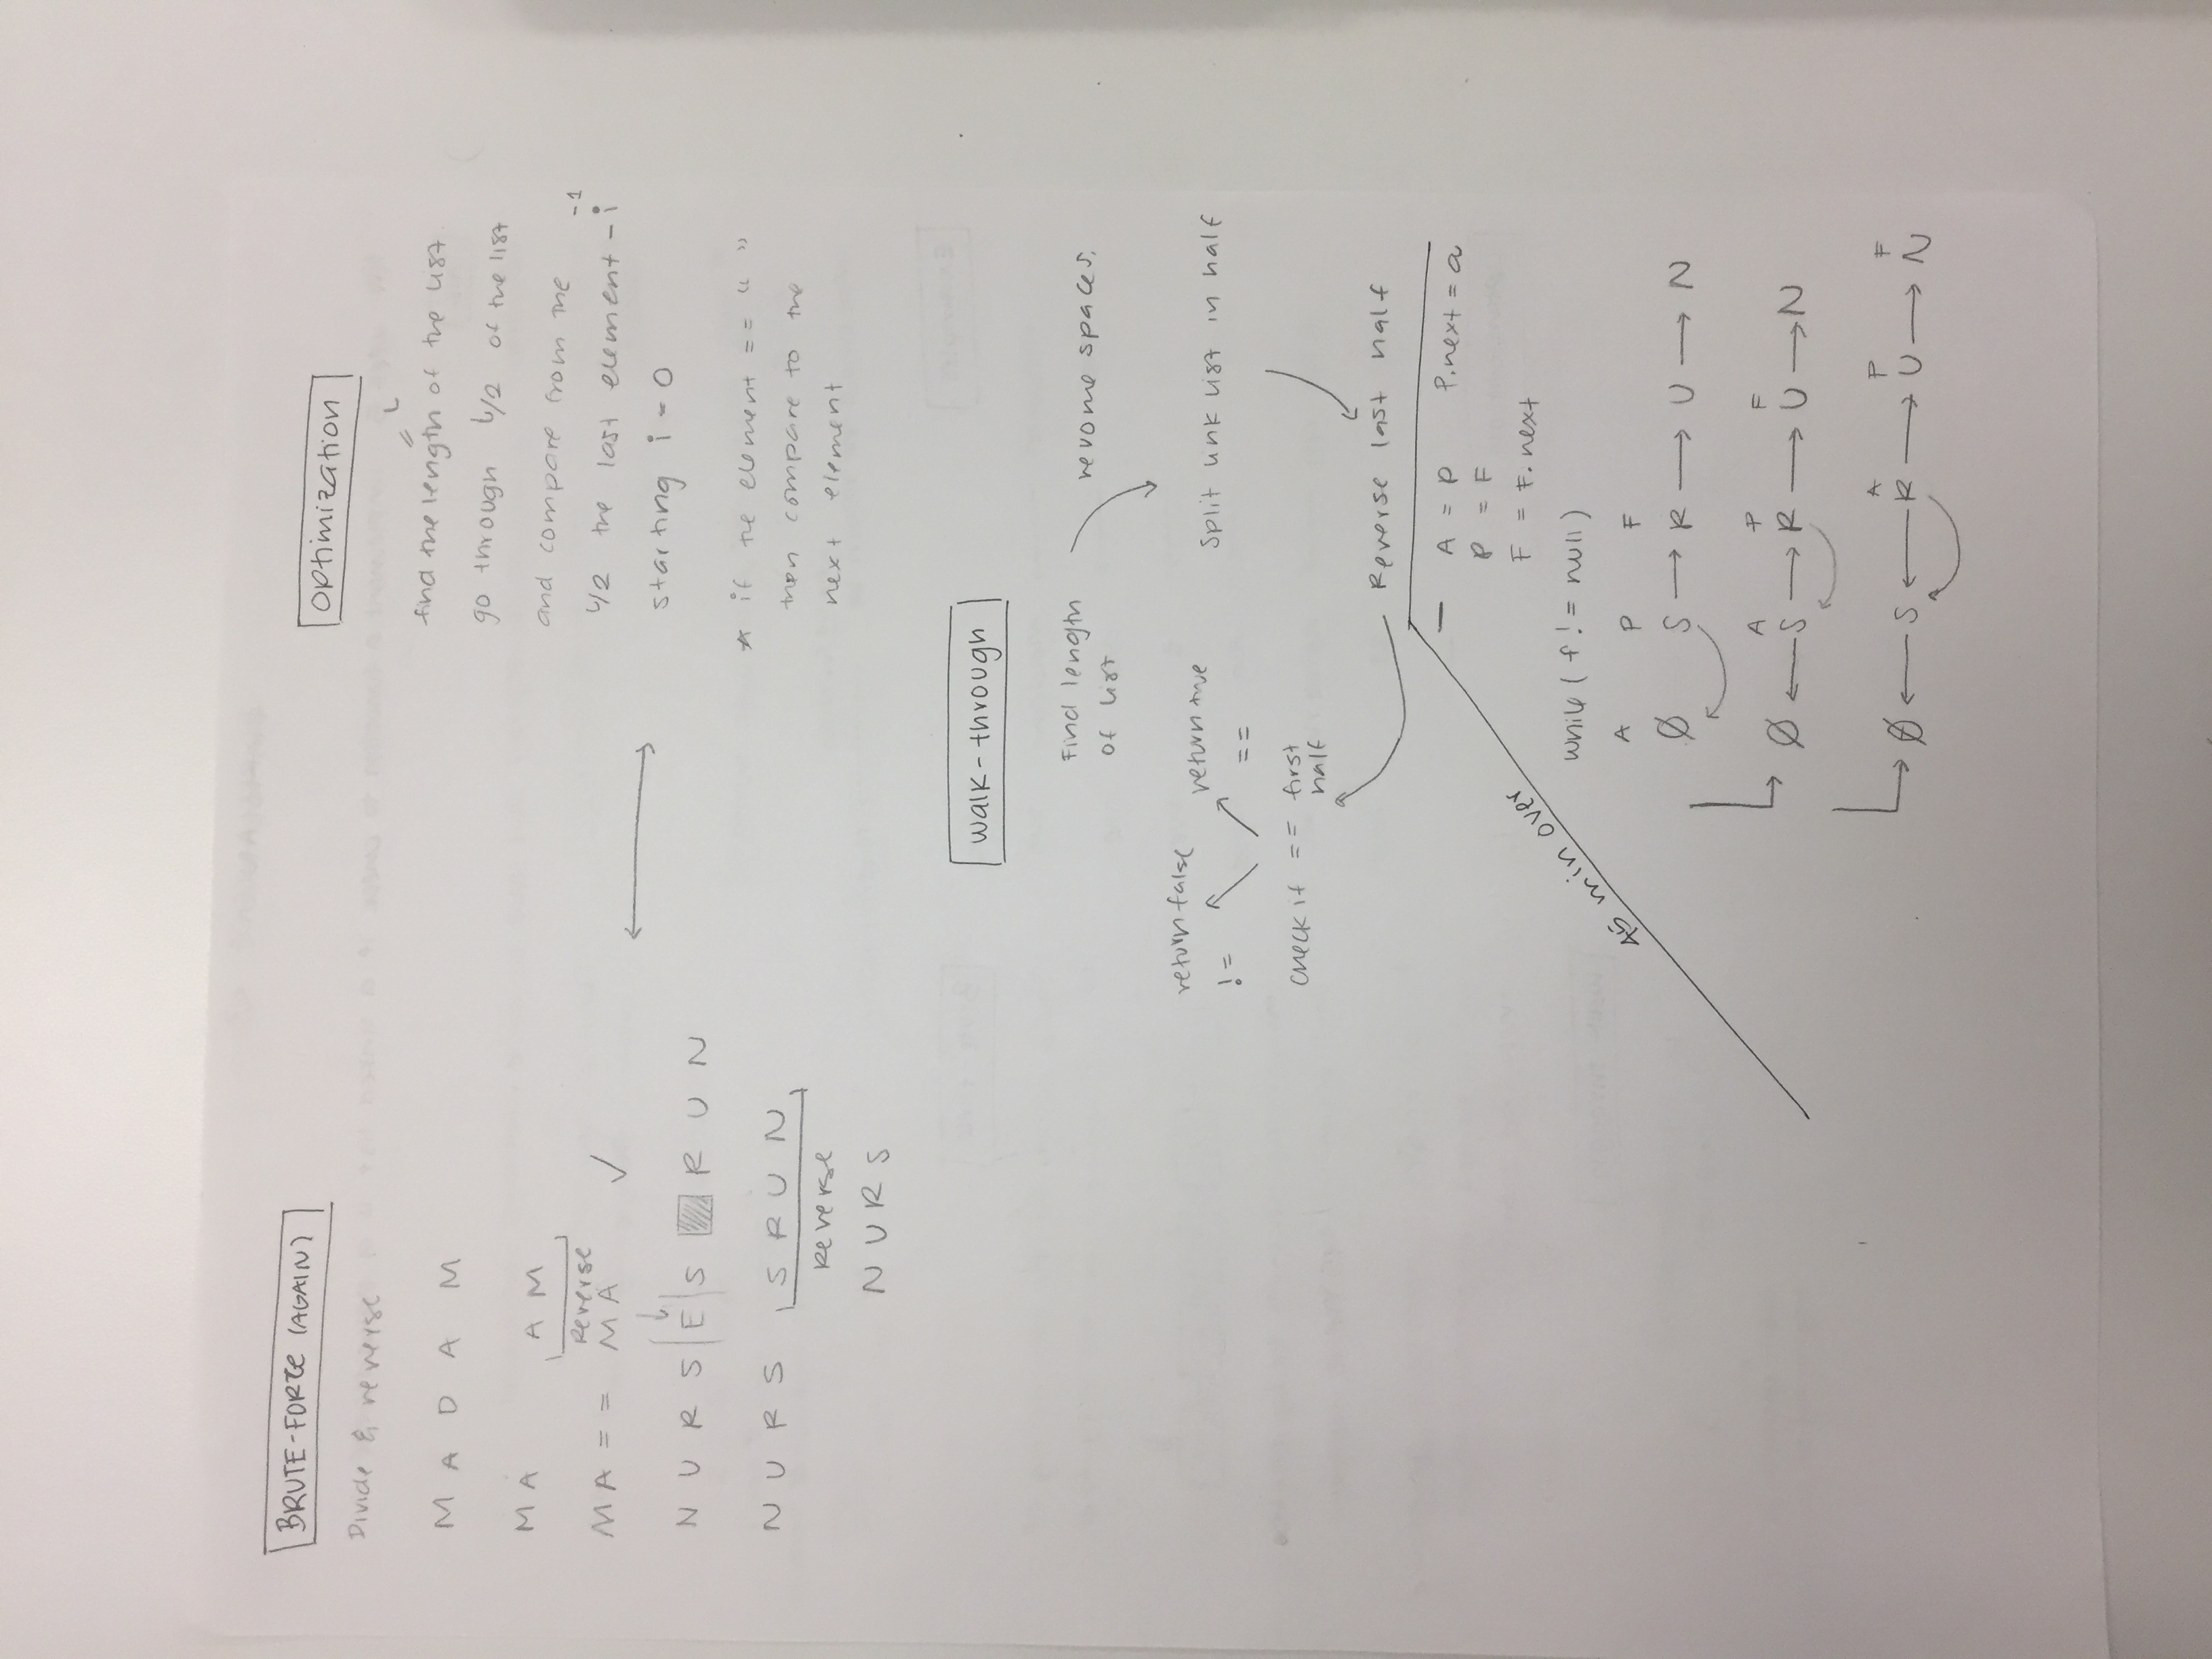 BRUTE-FORCE (AGAIN)
Divide & reverse
M A D A M
M A A M
Reverse
M A = = M A ✓
N U R S E S R U N
N U R S S R U N
Reverse
N U R S
Optimization
L
find the length of the list.
go through L/2 of the list
and compare from the
-1
L/2 the last element - i
starting i = 0
* if the element == " "
then compare to the
next element
Walk-through
Find length
of list
revome spaces.
Split link list in half
Reverse last half
check if == first
half
return false
!=
return true
==
— A = P P.next = a
P = F
F = F.next
45 min over
while ( f != null )
A P F
Ø S → R → U → N
A P F
Ø ← S → R → U → N
A P F
Ø ← S ← R → U → N